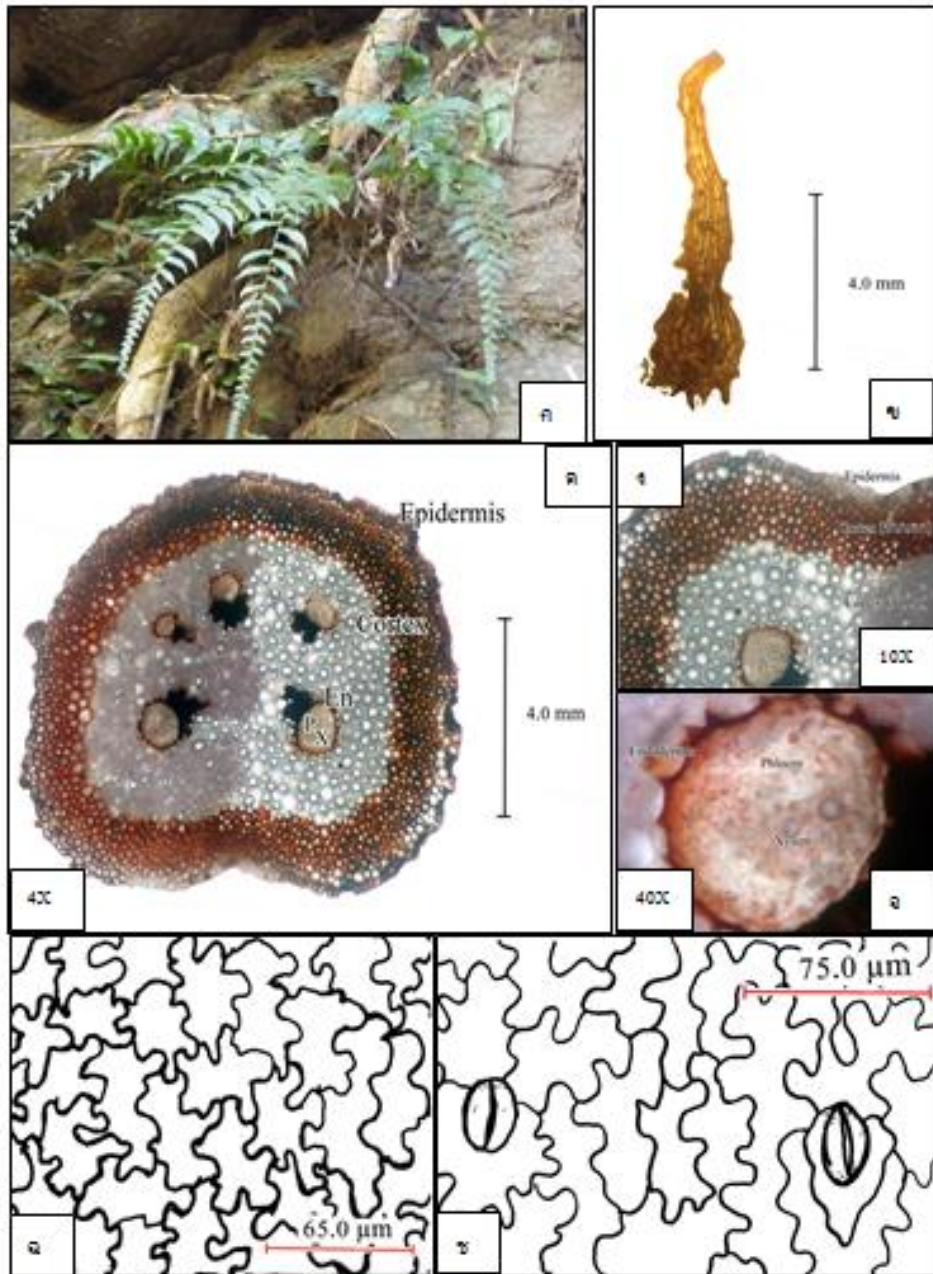 4.0 mm
ก
ข
ค
ง
Epidermis
Epidermis
Cortex
10X
En
P
X
4.0 mm
Phloem
Xylem
4X
40X
จ
75.0 µm
65.0 µm
ฉ
ช